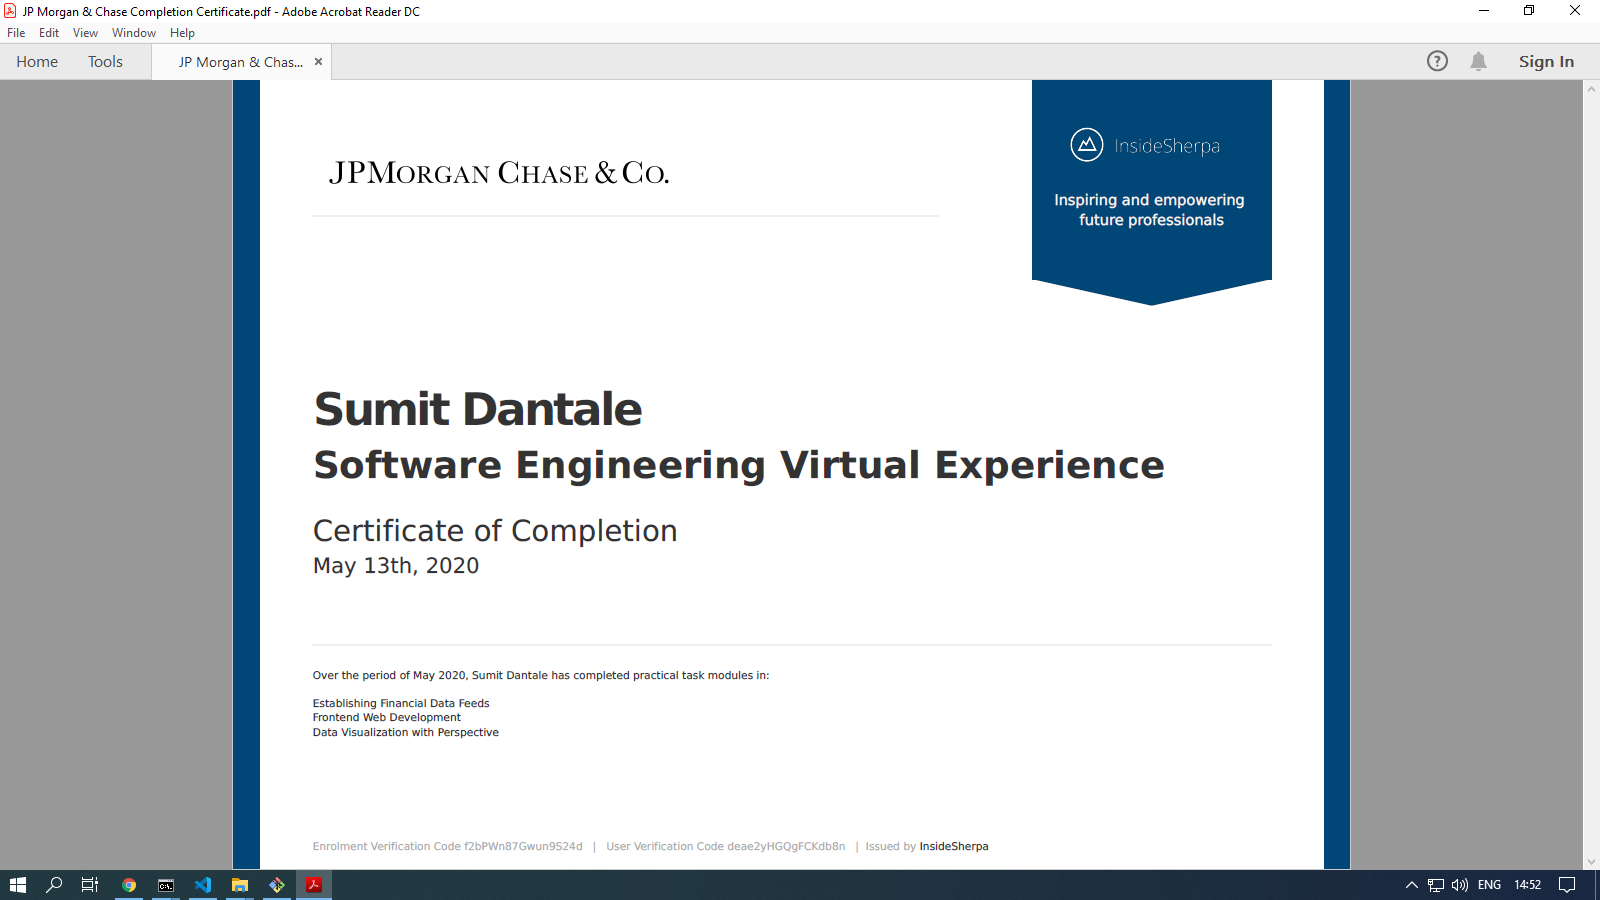 JP Morgan & Chase Completion Certificate.pdf - Adobe Acrobat Reader DC
File Edit View Window Help
Home Tools JP Morgan & Chas... Sign In
JPMORGAN CHASE & CO.
InsideSherpa
Inspiring and empowering
future professionals
Sumit Dantale
Software Engineering Virtual Experience
Certificate of Completion
May 13th, 2020
Over the period of May 2020, Sumit Dantale has completed practical task modules in:
Establishing Financial Data Feeds
Frontend Web Development
Data Visualization with Perspective
Enrolment Verification Code f2bPWn87Gwun9S24d | User Verification Code deae2yHGQgFCKdb8n | Issued by InsideSherpa
ENG 14:52